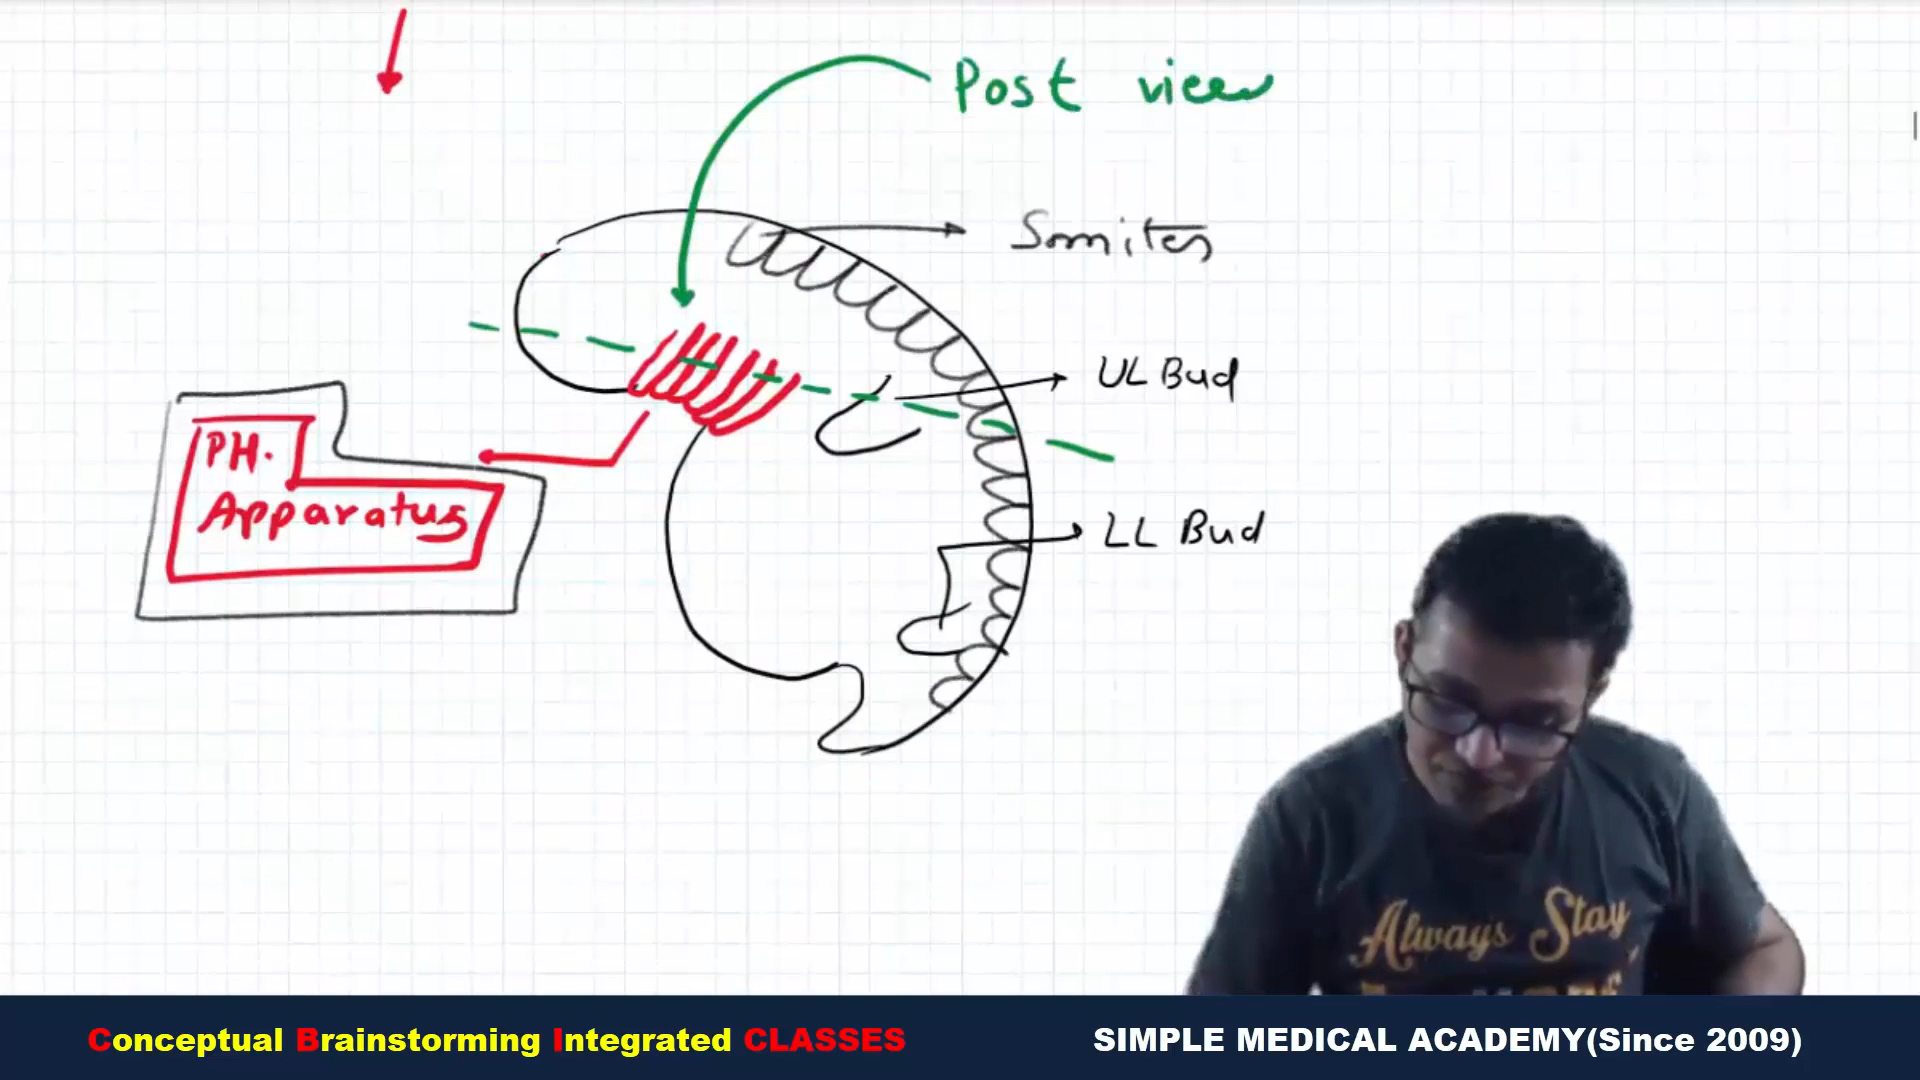 Post view
Somites
UL Bud
PH.
Apparatus
LL Bud
Always Stay
Conceptual Brainstorming Integrated CLASSES
SIMPLE MEDICAL ACADEMY(Since 2009)